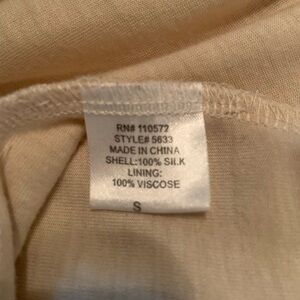 RN# 110572
STYLE# 5633
MADE IN CHINA
SHELL:100% SILK
LINING:
100% VISCOSE
S